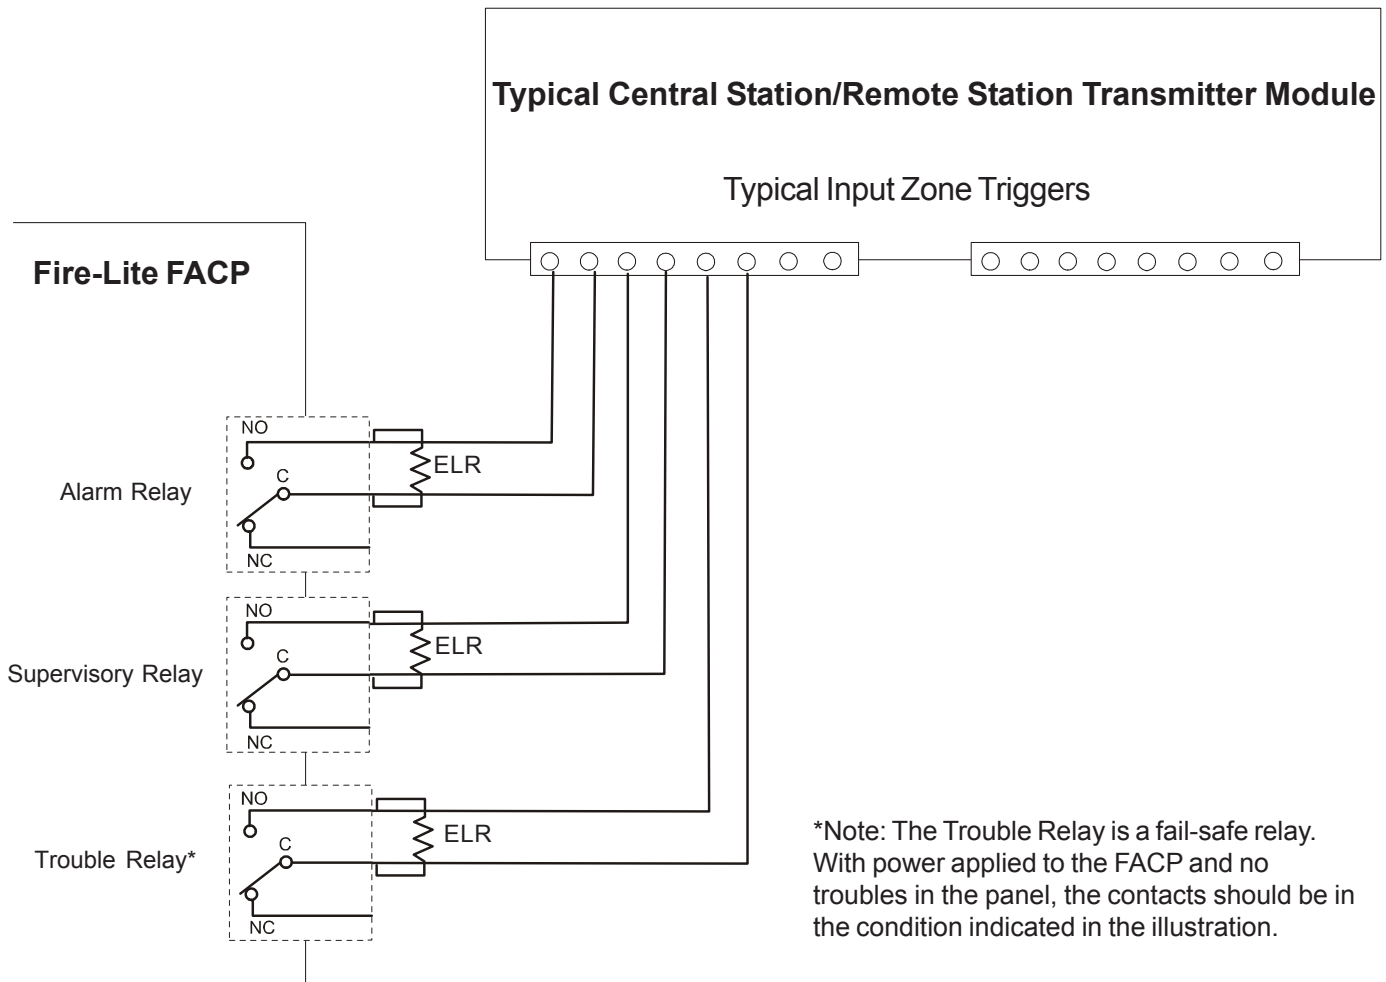 Typical Central Station/Remote Station Transmitter Module
Typical Input Zone Triggers
Fire-Lite FACP
NO
C
ELR
Alarm Relay
NC
NO
C
ELR
Supervisory Relay
NC
NO
C
ELR
Trouble Relay*
NC
*Note: The Trouble Relay is a fail-safe relay.
With power applied to the FACP and no
troubles in the panel, the contacts should be in
the condition indicated in the illustration.